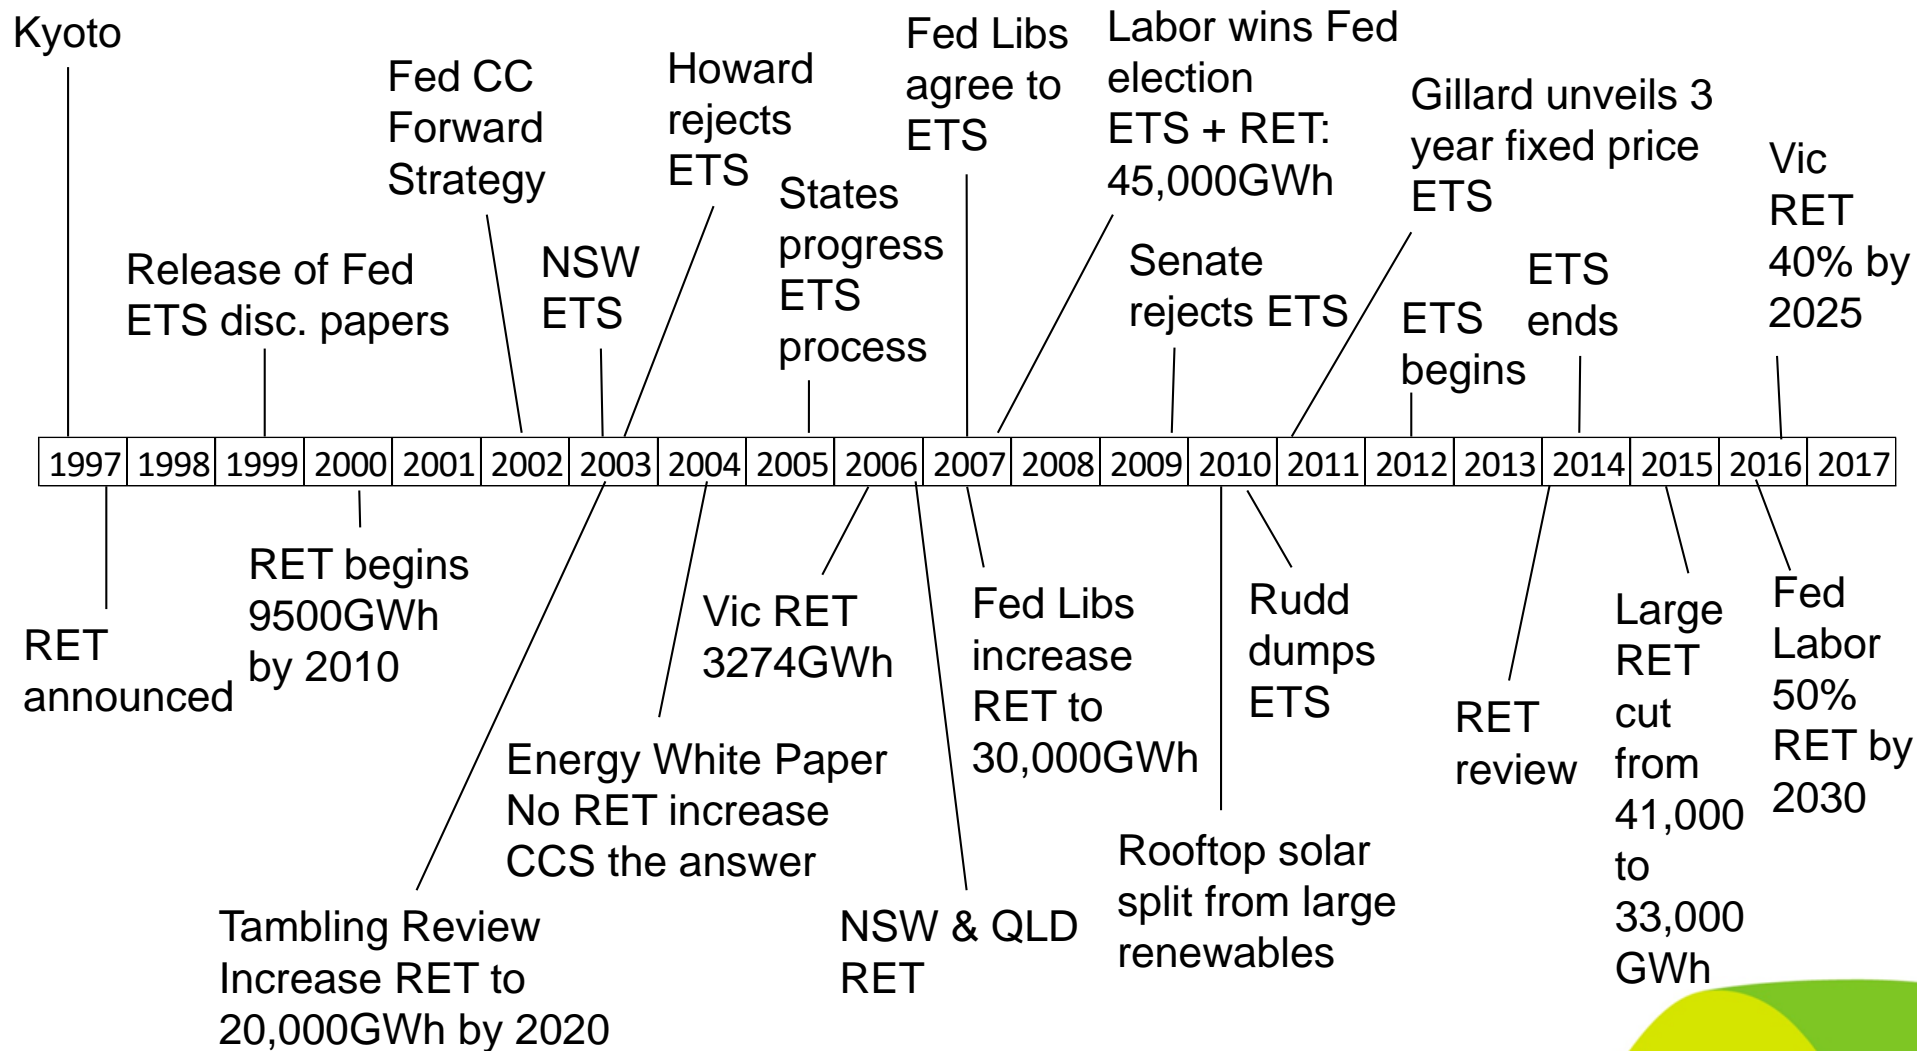 Kyoto
Fed CC
Forward
Strategy
Howard
rejects
ETS
Fed Libs
agree to
ETS
Labor wins Fed
election
ETS + RET:
45,000GWh
Gillard unveils 3
year fixed price
ETS
Vic
RET
40% by
2025
Release of Fed
ETS disc. papers
NSW
ETS
States
progress
ETS
process
Senate
rejects ETS
ETS
begins
ETS
ends
1997 1998 1999 2000 2001 2002 2003 2004 2005 2006 2007 2008 2009 2010 2011 2012 2013 2014 2015 2016 2017
RET
announced
RET begins
9500GWh
by 2010
Tambling Review
Increase RET to
20,000GWh by 2020
Energy White Paper
No RET increase
CCS the answer
Vic RET
3274GWh
NSW & QLD
RET
Fed Libs
increase
RET to
30,000GWh
Rooftop solar
split from large
renewables
Rudd
dumps
ETS
RET
review
Large
RET
cut
from
41,000
to
33,000
GWh
Fed
Labor
50%
RET by
2030